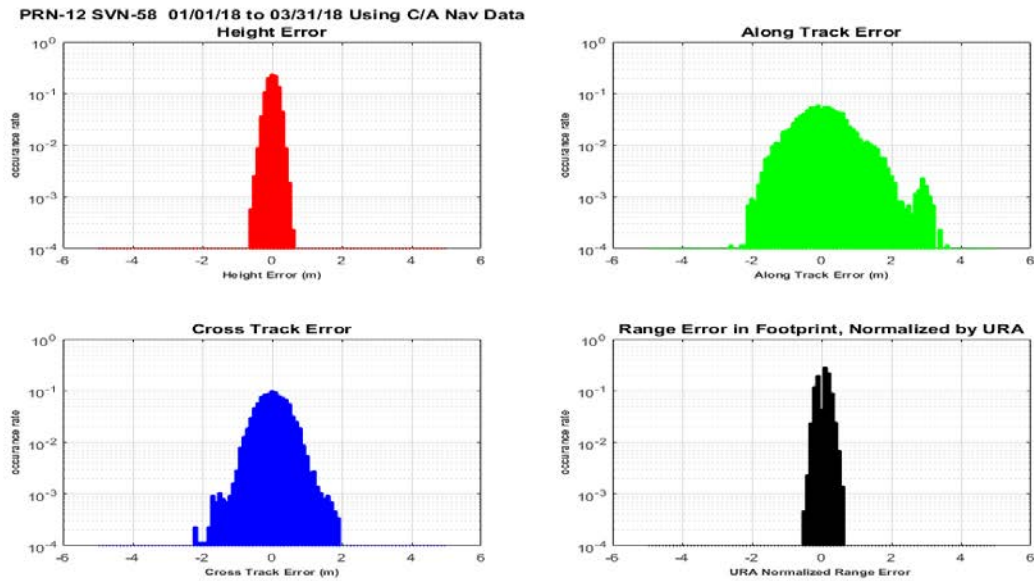 PRN-12 SVN-58 01/01/18 to 03/31/18 Using C/A Nav Data
Height Error
10^0
10^-1
10^-2
10^-3
10^-4
occurance rate
-6 -4 -2 0 2 4 6
Height Error (m)
Along Track Error
10^0
10^-1
10^-2
10^-3
10^-4
occurance rate
-6 -4 -2 0 2 4 6
Along Track Error (m)
Cross Track Error
10^0
10^-1
10^-2
10^-3
10^-4
occurance rate
-6 -4 -2 0 2 4 6
Cross Track Error (m)
Range Error in Footprint, Normalized by URA
10^0
10^-1
10^-2
10^-3
10^-4
occurance rate
-6 -4 -2 0 2 4 6
URA Normalized Range Error